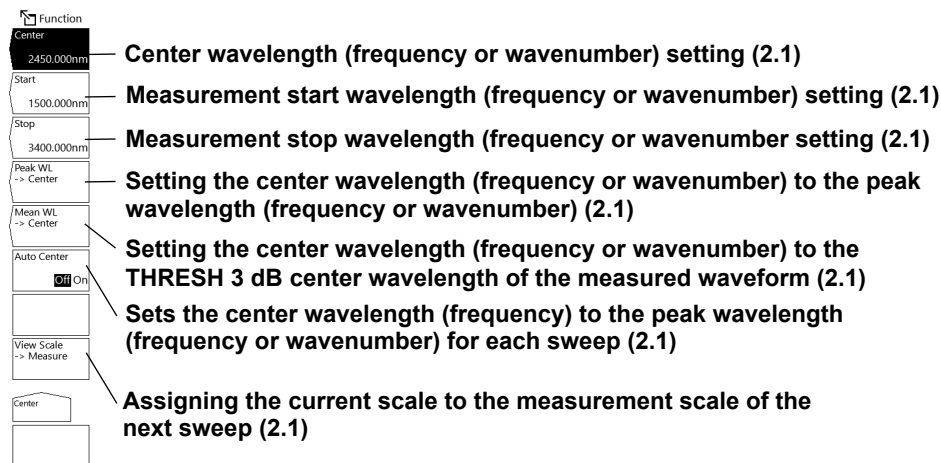 Function
Center
2450.000nm
Center wavelength (frequency or wavenumber) setting (2.1)
Start
1500.000nm
Measurement start wavelength (frequency or wavenumber) setting (2.1)
Stop
3400.000nm
Measurement stop wavelength (frequency or wavenumber setting (2.1)
Peak WL
-> Center
Setting the center wavelength (frequency or wavenumber) to the peak
wavelength (frequency or wavenumber) (2.1)
Mean WL
-> Center
Setting the center wavelength (frequency or wavenumber) to the
THRESH 3 dB center wavelength of the measured waveform (2.1)
Auto Center
Off On
Sets the center wavelength (frequency) to the peak wavelength
(frequency or wavenumber) for each sweep (2.1)
View Scale
-> Measure
Assigning the current scale to the measurement scale of the
next sweep (2.1)
Center